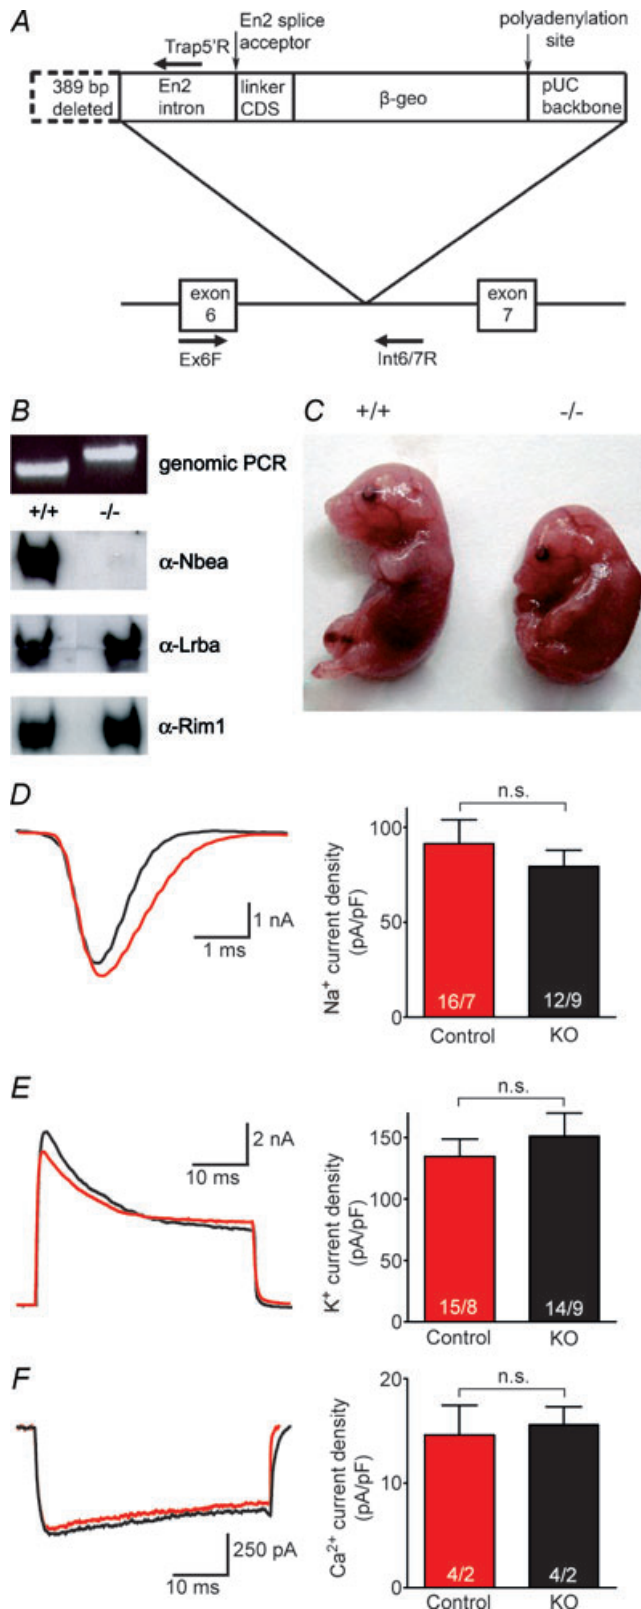 A
En2 splice
acceptor
polyadenylation
site
Trap5'R
389 bp
deleted
En2
intron
linker
CDS
β-geo
pUC
backbone
exon
6
exon
7
Ex6F
Int6/7R
B
genomic PCR
+/+ -/-
α-Nbea
α-Lrba
α-Rim1
C
+/+ -/-
D
1 nA
1 ms
Na⁺ current density
(pA/pF)
100
50
0
n.s.
16/7
12/9
Control
KO
E
2 nA
10 ms
K⁺ current density
(pA/pF)
150
100
50
0
n.s.
15/8
14/9
Control
KO
F
250 pA
10 ms
Ca²⁺ current density
(pA/pF)
20
10
0
n.s.
4/2
4/2
Control
KO